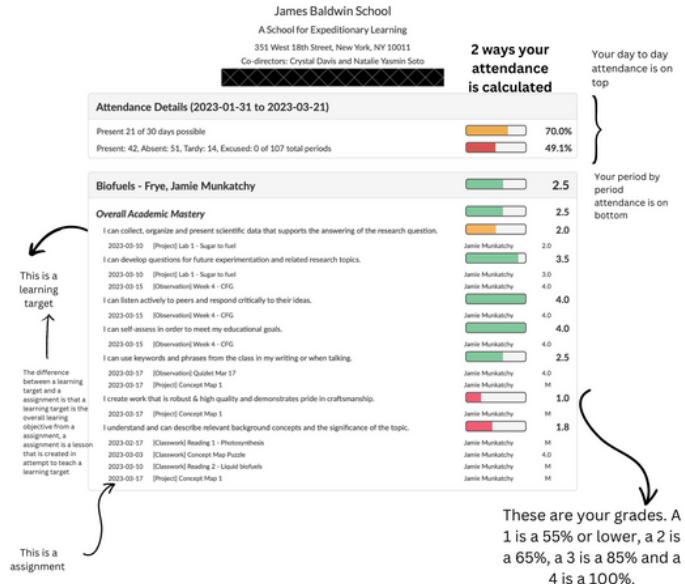 James Baldwin School
A School for Expeditionary Learning
351 West 18th Street, New York, NY 10011
Co-directors: Crystal Davis and Natalie Yasmin Soto
2 ways your
attendance
is calculated
Your day to day
attendance is on
top
Attendance Details (2023-01-31 to 2023-03-21)
Present 21 of 30 days possible 70.0%
Present: 42, Absent: 51, Tardy: 14, Excused: 0 of 107 total periods 49.1%
Your period by
period
attendance is on
bottom
Biofuels - Frye, Jamie Munkatchy 2.5
Overall Academic Mastery 2.5
I can collect, organize and present scientific data that supports the answering of the research question. 2.0
2023-03-10 [Project] Lab 1 - Sugar to fuel Jamie Munkatchy 2.0
I can develop questions for future experimentation and related research topics. 3.5
2023-03-10 [Project] Lab 1 - Sugar to fuel Jamie Munkatchy 3.0
2023-03-15 [Observation] Week 4 - CFG Jamie Munkatchy 4.0
I can listen actively to peers and respond critically to their ideas. 4.0
2023-03-15 [Observation] Week 4 - CFG Jamie Munkatchy 4.0
I can self-assess in order to meet my educational goals. 4.0
2023-03-15 [Observation] Week 4 - CFG Jamie Munkatchy 4.0
I can use keywords and phrases from the class in my writing or when talking. 2.5
2023-03-17 [Observation] Quizlet Mar 17 Jamie Munkatchy 4.0
2023-03-17 [Project] Concept Map 1 Jamie Munkatchy M
I create work that is robust & high quality and demonstrates pride in craftsmanship. 1.0
2023-03-17 [Project] Concept Map 1 Jamie Munkatchy M
I understand and can describe relevant background concepts and the significance of the topic. 1.8
2023-02-17 [Classwork] Reading 1 - Photosynthesis Jamie Munkatchy M
2023-03-03 [Classwork] Concept Map Puzzle Jamie Munkatchy 4.0
2023-03-10 [Classwork] Reading 2 - Liquid biofuels Jamie Munkatchy M
2023-03-17 [Project] Concept Map 1 Jamie Munkatchy M
This is a
learning
target
The difference
between a learning
target and a
assignment is that a
learning target is the
overall learing
objective from a
assignment, a
assignment is a lesson
that is created in
attempt to teach a
learning target
This is a
assignment
These are your grades. A
1 is a 55% or lower, a 2 is
a 65%, a 3 is a 85% and a
4 is a 100%.